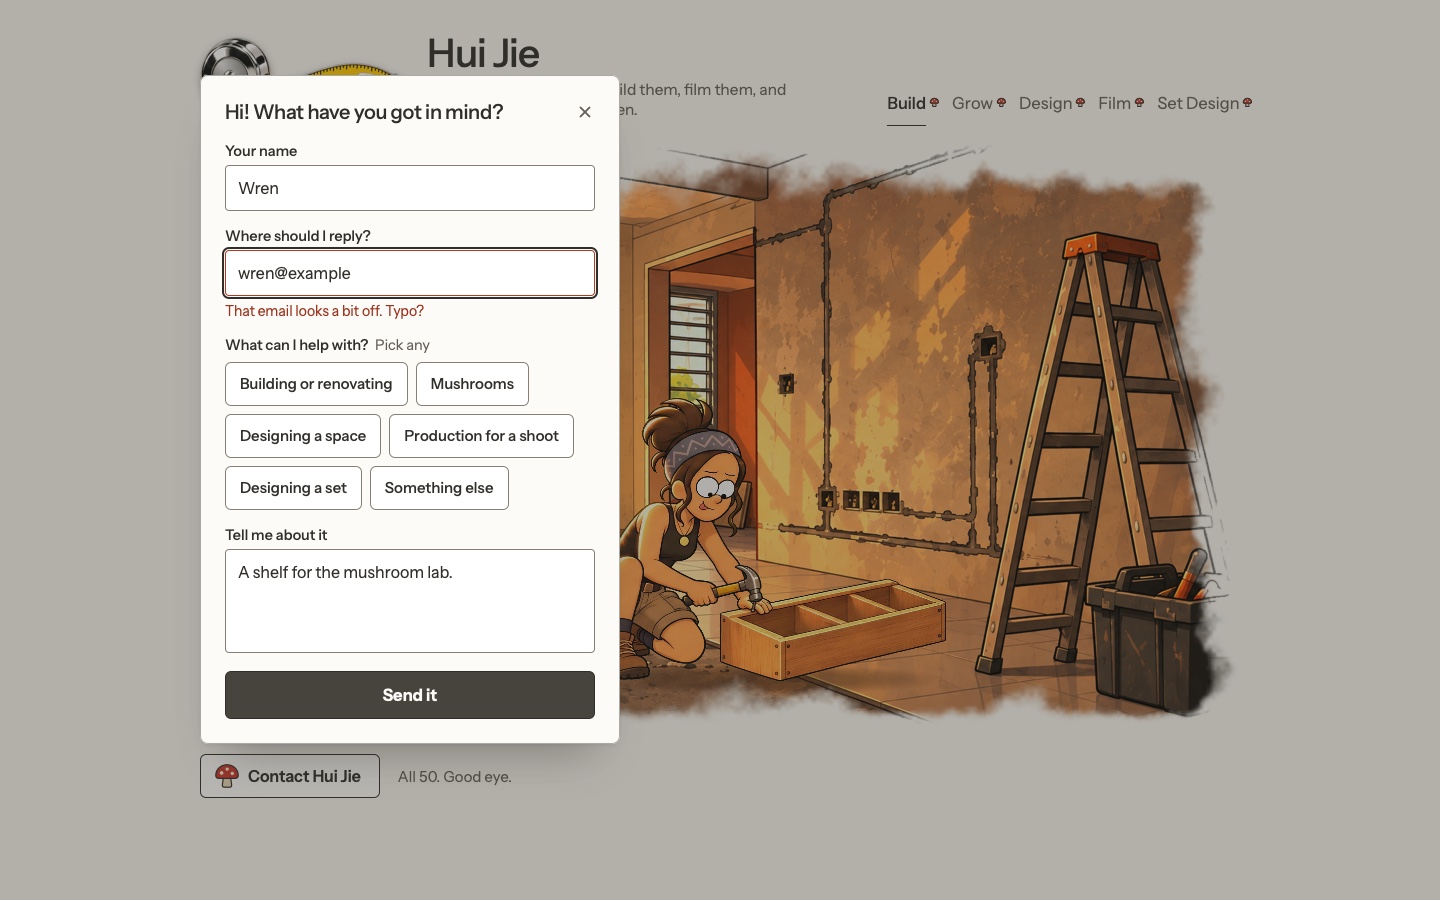 Hui Jie
ild them, film them, and
en.
Build Grow Design Film Set Design
Hi! What have you got in mind?
Your name
Wren
Where should I reply?
wren@example
That email looks a bit off. Typo?
What can I help with? Pick any
Building or renovating Mushrooms
Designing a space Production for a shoot
Designing a set Something else
Tell me about it
A shelf for the mushroom lab.
Send it
Contact Hui Jie All 50. Good eye.